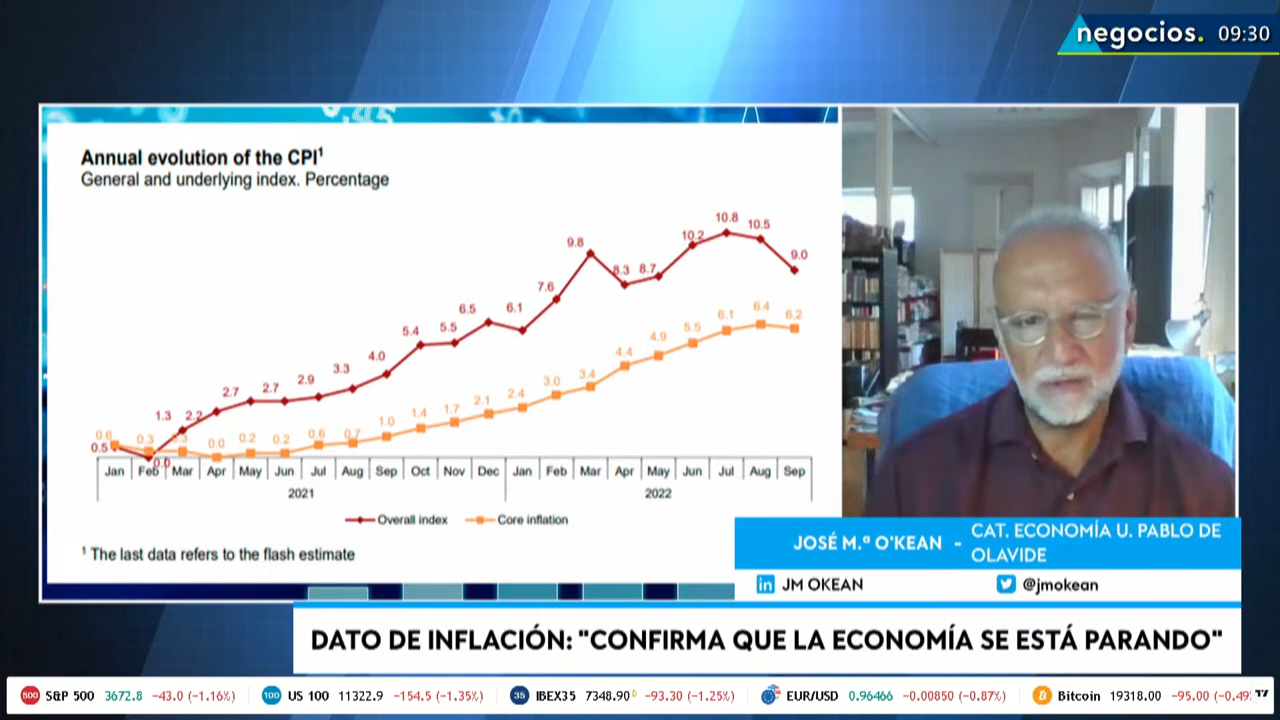 negocios. 09:30
Annual evolution of the CPI¹
General and underlying index. Percentage
0.5 0.0 1.3 2.2 2.7 2.7 2.9 3.3 4.0 5.4 5.5 6.5 6.1 7.6 9.8 8.3 8.7 10.2 10.8 10.5 9.0
0.6 0.3 0.3 0.0 0.2 0.2 0.6 0.7 1.0 1.4 1.7 2.1 2.4 3.0 3.4 4.4 4.9 5.5 6.1 6.4 6.2
Jan Feb Mar Apr May Jun Jul Aug Sep Oct Nov Dec Jan Feb Mar Apr May Jun Jul Aug Sep
2021 2022
Overall index Core inflation
¹ The last data refers to the flash estimate
JOSÉ M.ª O'KEAN - CAT. ECONOMÍA U. PABLO DE
OLAVIDE
in JM OKEAN @jmokean
DATO DE INFLACIÓN: "CONFIRMA QUE LA ECONOMÍA SE ESTÁ PARANDO"
500 S&P 500 3672.8 −43.0 (−1.16%) 100 US 100 11322.9 −154.5 (−1.35%) 35 IBEX35 7348.90 D −93.30 (−1.25%) EUR/USD 0.96466 −0.00850 (−0.87%) Bitcoin 19318.00 −95.00 (−0.49